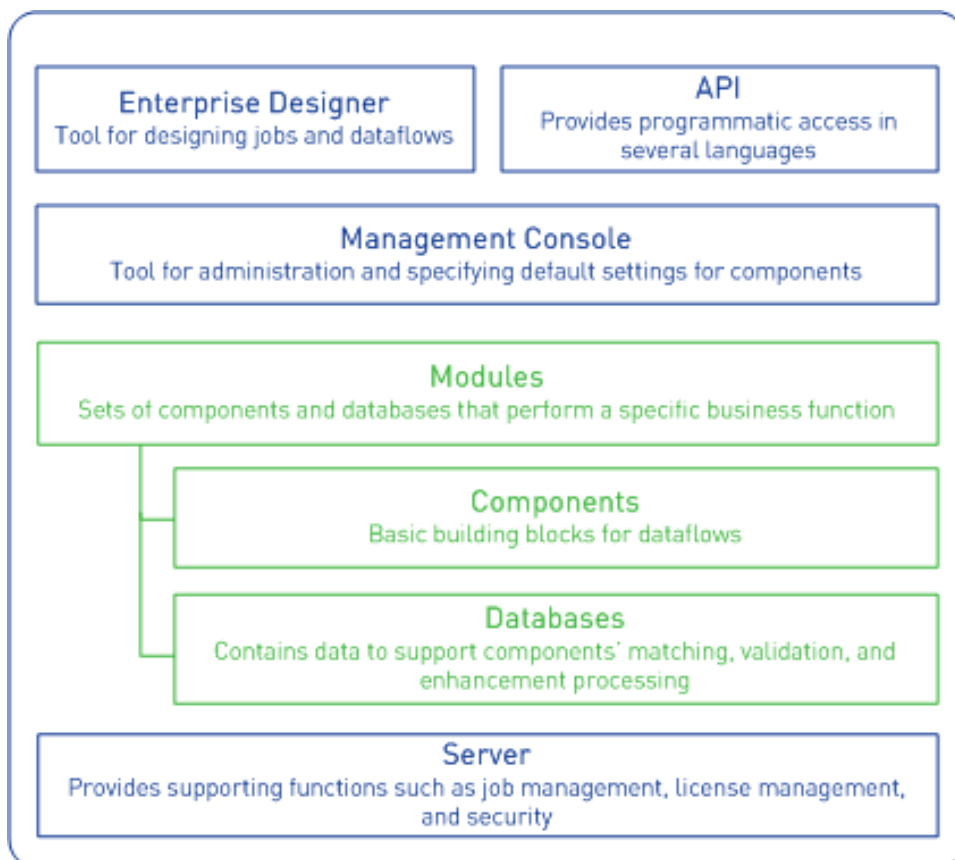 Enterprise Designer
Tool for designing jobs and dataflows
API
Provides programmatic access in
several languages
Management Console
Tool for administration and specifying default settings for components
Modules
Sets of components and databases that perform a specific business function
Components
Basic building blocks for dataflows
Databases
Contains data to support components' matching, validation, and
enhancement processing
Server
Provides supporting functions such as job management, license management,
and security